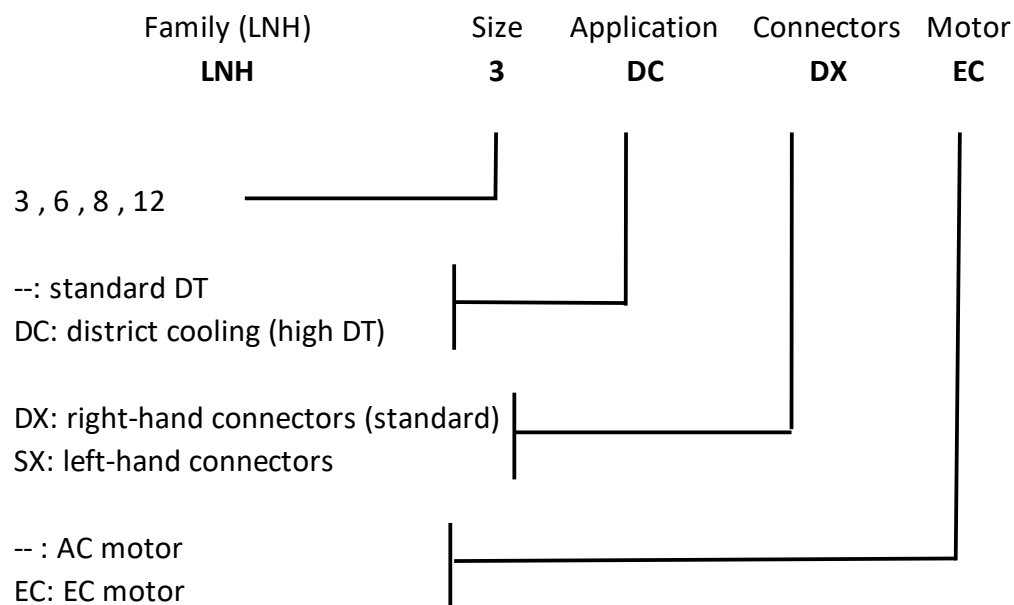 Family (LNH) Size Application Connectors Motor
LNH 3 DC DX EC
3 , 6 , 8 , 12
--: standard DT
DC: district cooling (high DT)
DX: right-hand connectors (standard)
SX: left-hand connectors
-- : AC motor
EC: EC motor